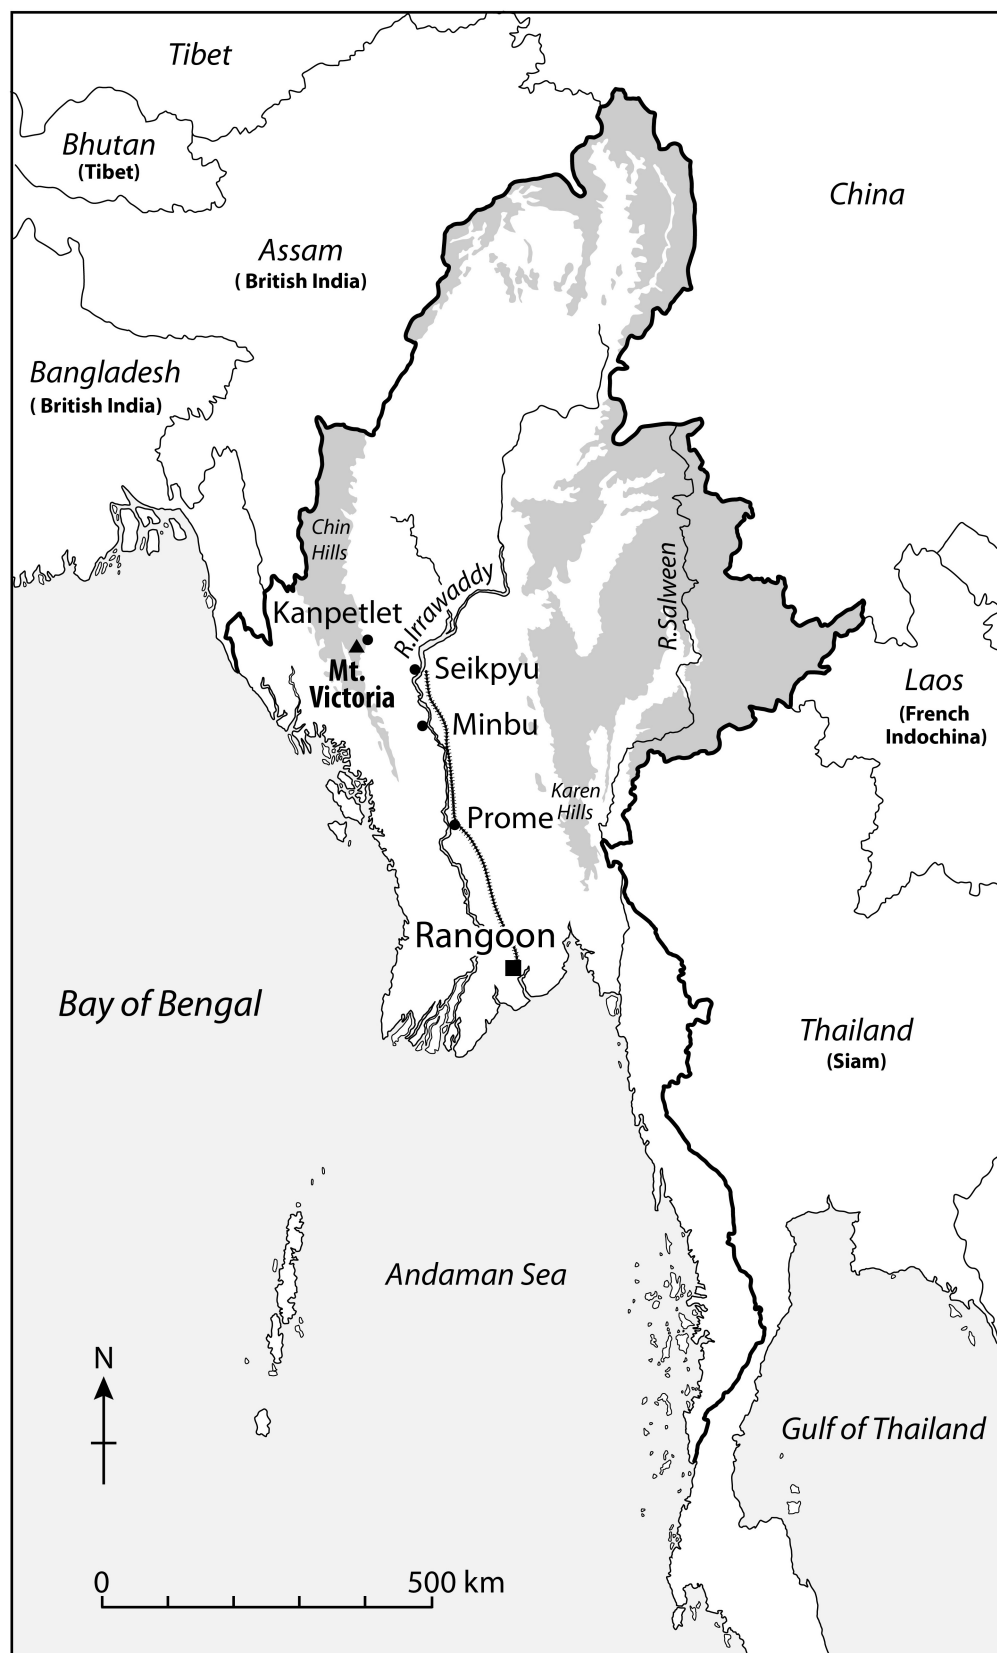 Tibet
Bhutan
(Tibet)
China
Assam
( British India)
Bangladesh
( British India)
Chin
Hills
R.Irrawaddy
R.Salween
Kanpetlet
Mt.
Victoria
Seikpyu
Minbu
Laos
(French
Indochina)
Karen
Hills
Prome
Rangoon
Bay of Bengal
Thailand
(Siam)
Andaman Sea
N
Gulf of Thailand
0
500 km